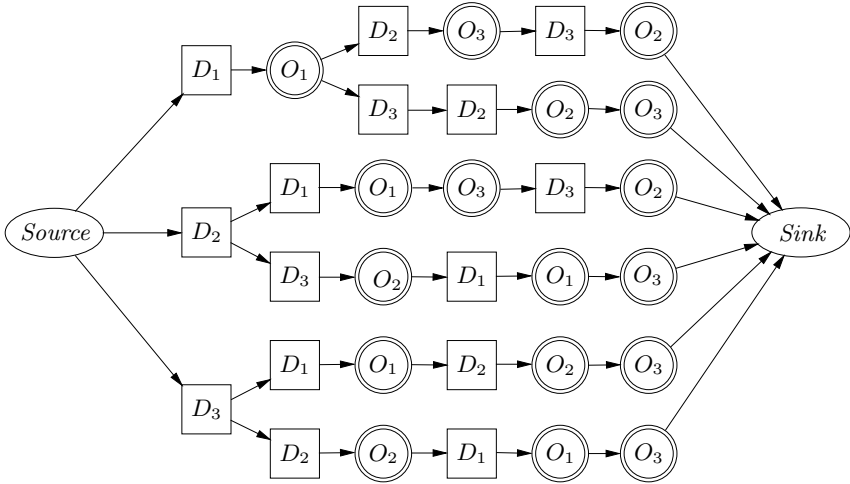 D₂ O₃ D₃ O₂
D₁ O₁
D₃ D₂ O₂ O₃
D₁ O₁ O₃ D₃ O₂
Source D₂ Sink
D₃ O₂ D₁ O₁ O₃
D₁ O₁ D₂ O₂ O₃
D₃
D₂ O₂ D₁ O₁ O₃